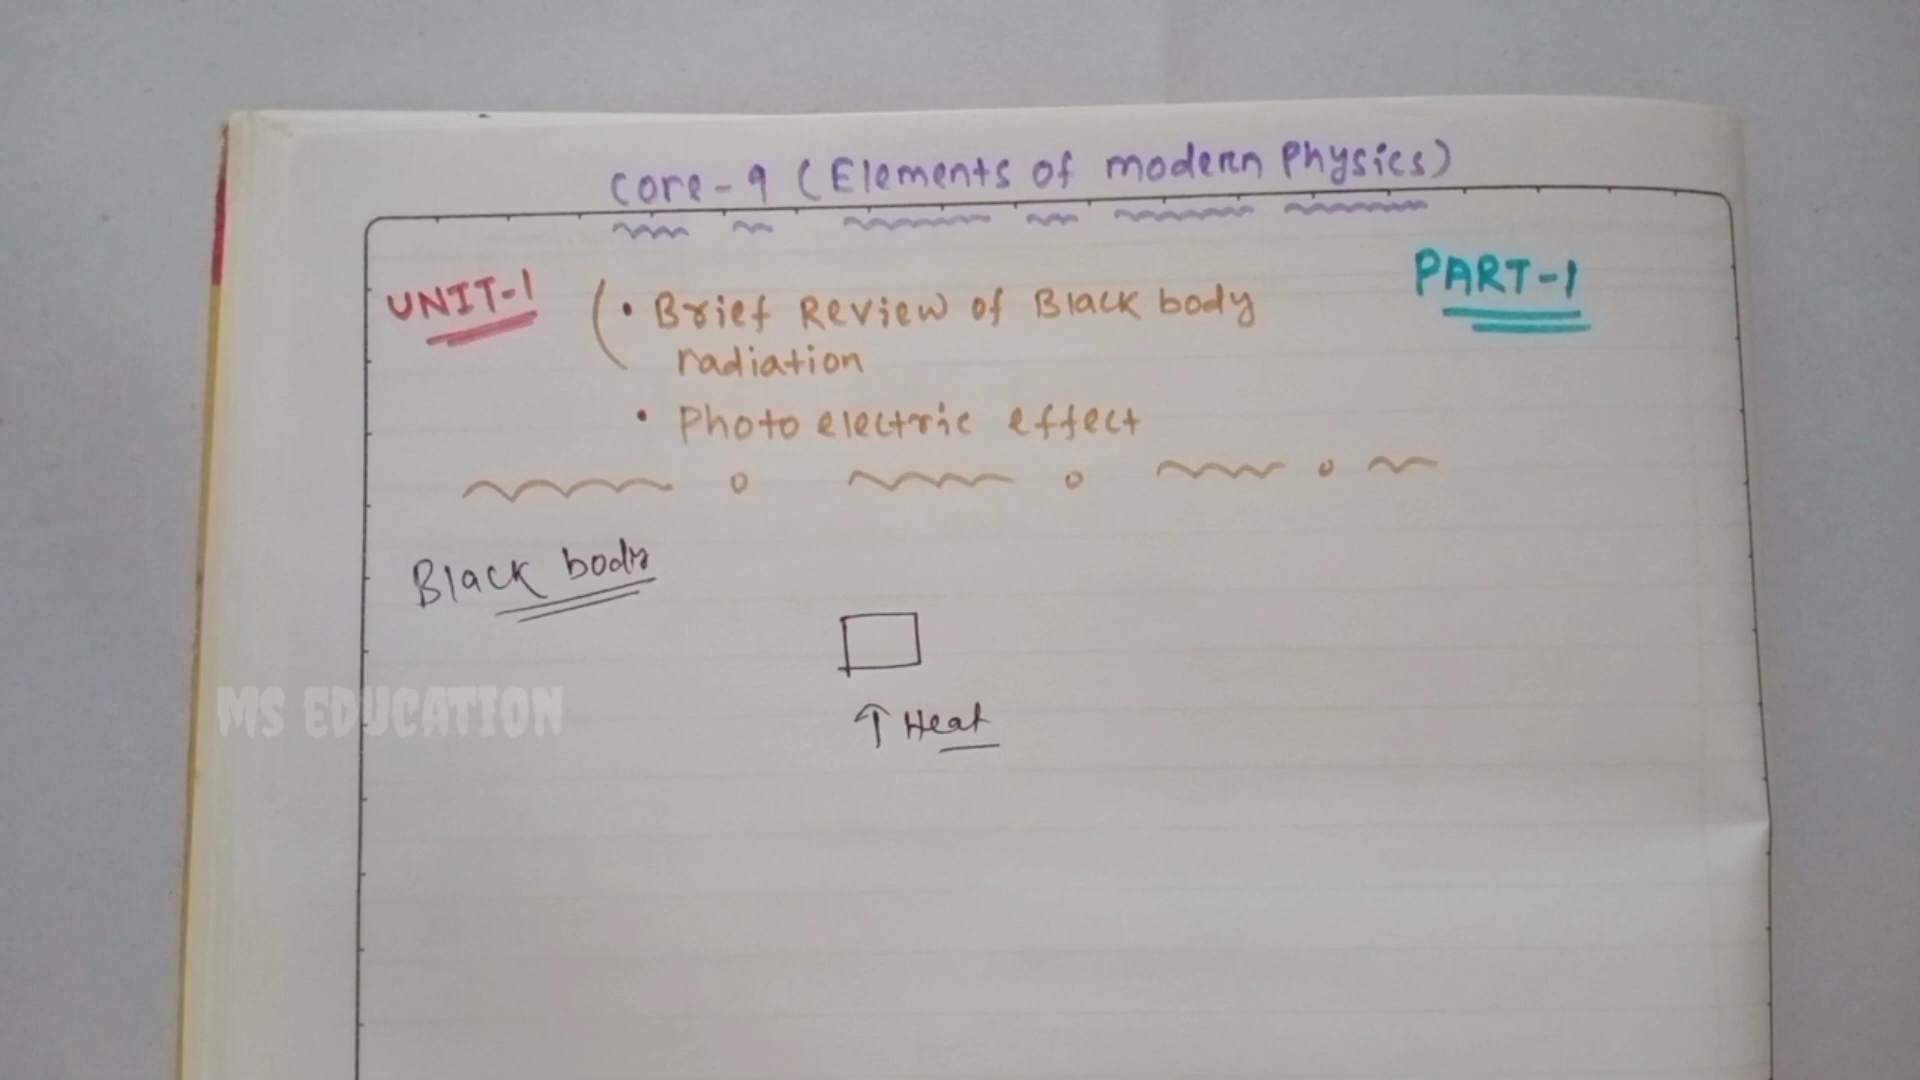 Core-9 (Elements of modern Physics)
UNIT-1
(• Brief Review of Black body
radiation
• Photo electric effect
PART-1
Black body
↑ Heat
MS EDUCATION